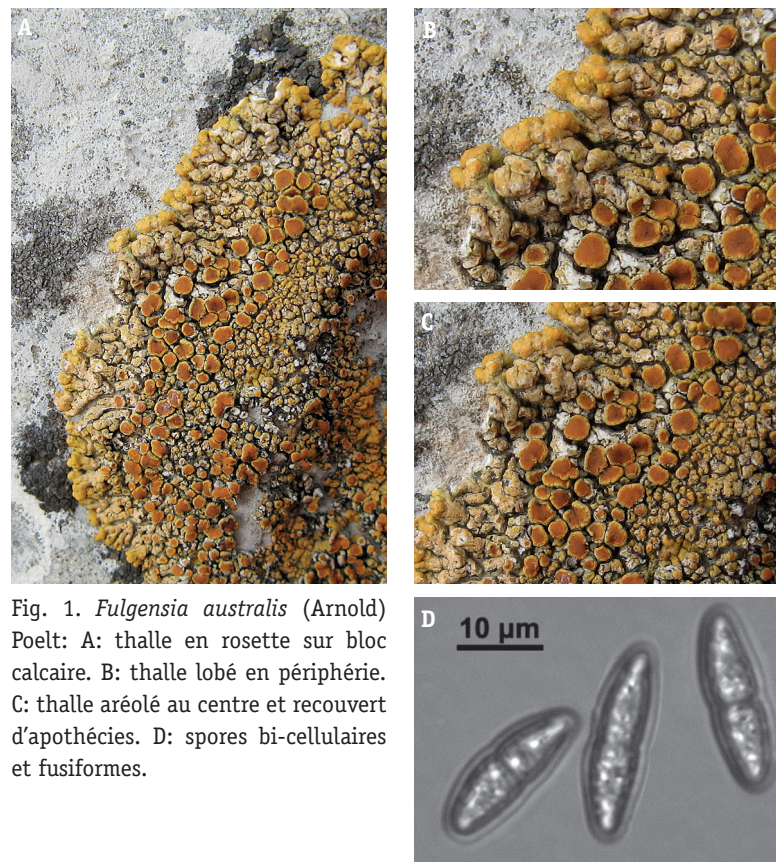 A
B
C
Fig. 1. Fulgensia australis (Arnold)
Poelt: A: thalle en rosette sur bloc
calcaire. B: thalle lobé en périphérie.
C: thalle aréolé au centre et recouvert
d'apothécies. D: spores bi-cellulaires
et fusiformes.
D
10 µm